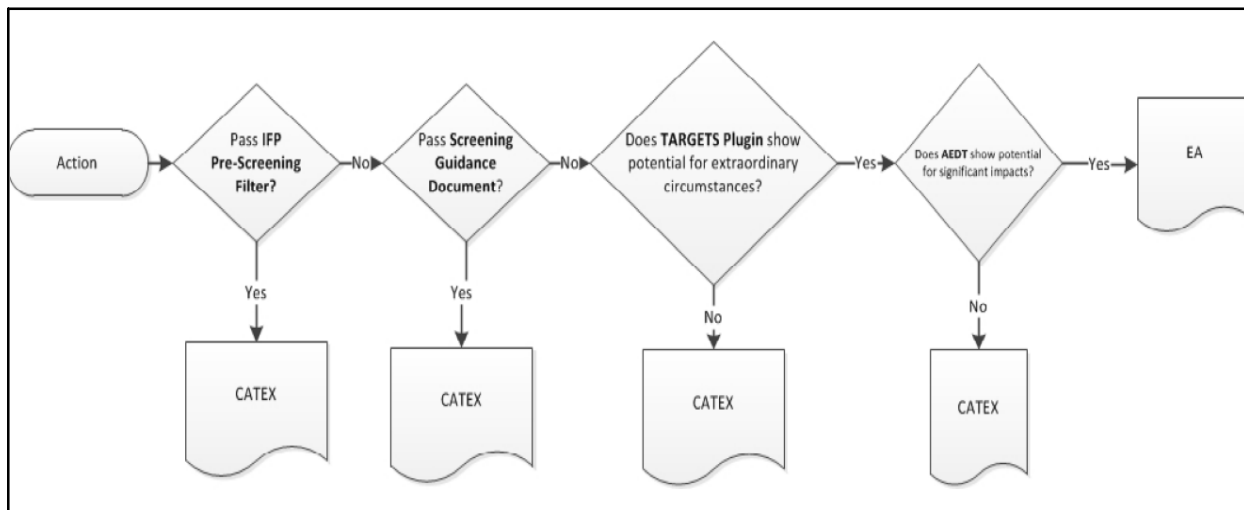 Action
Pass IFP
Pre-Screening
Filter?
No
Pass Screening
Guidance
Document?
No
Does TARGETS Plugin show
potential for extraordinary
circumstances?
Yes
Does AEDT show potential
for significant impacts?
Yes
EA
Yes
Yes
No
No
CATEX
CATEX
CATEX
CATEX